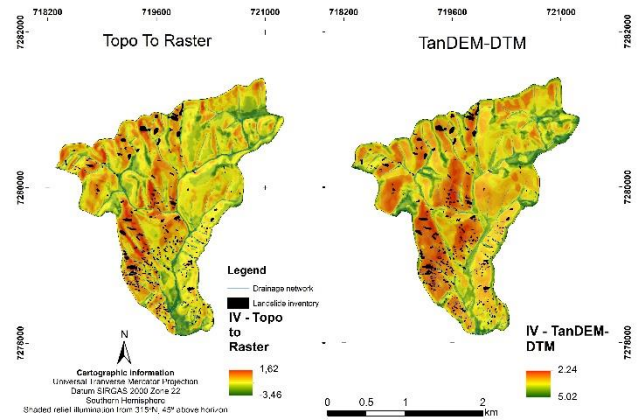 718200 719600 721000 718200 719600 721000
7282000
7282000
Topo To Raster
TanDEM-DTM
7280000
7280000
Legend
Drainage network
Landslide inventory
IV - Topo
to
Raster
1,62
-3,46
IV - TanDEM-
DTM
2.24
5.02
7278000
7278000
N
Cartographic Information
Universal Tranverse Mercator Projection
Datum SIRGAS 2000 Zone 22
Southern Hemisphere
Shaded relief illumination from 315ºN, 45º above horizon
0 0.5 1 2
km